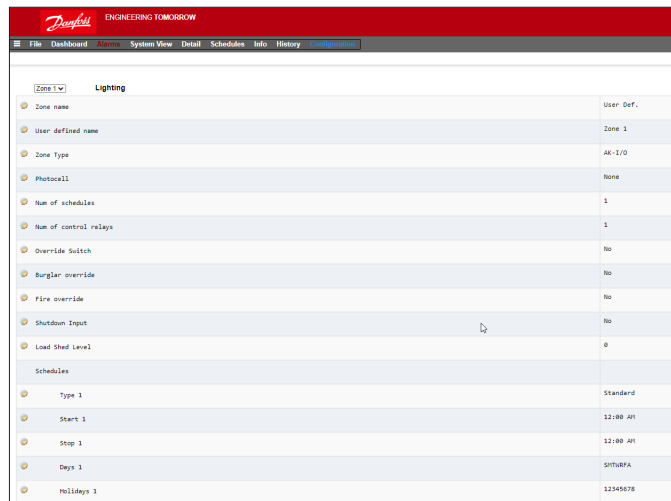 Danfoss ENGINEERING TOMORROW
File Dashboard Alarms System View Detail Schedules Info History Configuration
Zone 1 Lighting
Zone name User Def.
User defined name Zone 1
Zone Type AK-I/O
Photocell None
Num of schedules 1
Num of control relays 1
Override Switch No
Burglar override No
Fire override No
Shutdown Input No
Load Shed Level 0
Schedules
Type 1 Standard
Start 1 12:00 AM
Stop 1 12:00 AM
Days 1 SMTWRFA
Holidays 1 12345678